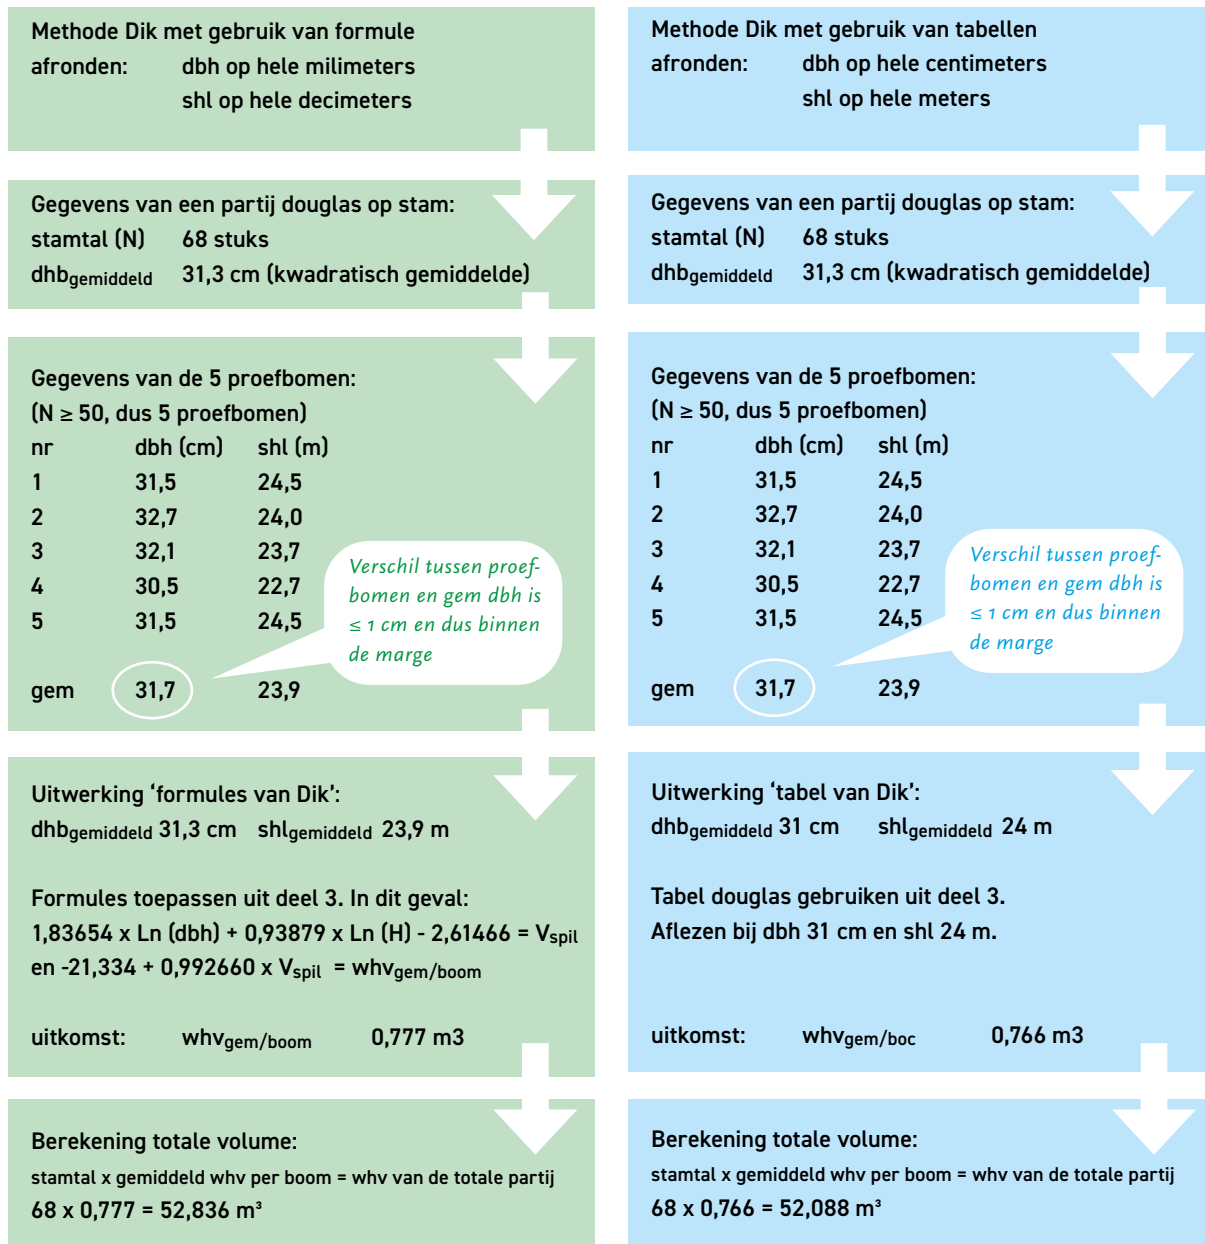 Methode Dik met gebruik van formule
afronden: dbh op hele milimeters
shl op hele decimeters
Gegevens van een partij douglas op stam:
stamtal (N) 68 stuks
dhbgemiddeld 31,3 cm (kwadratisch gemiddelde)
Gegevens van de 5 proefbomen:
(N ≥ 50, dus 5 proefbomen)
nr dbh (cm) shl (m)
1 31,5 24,5
2 32,7 24,0
3 32,1 23,7
4 30,5 22,7
5 31,5 24,5
gem 31,7 23,9
Verschil tussen proef-
bomen en gem dbh is
≤ 1 cm en dus binnen
de marge
Uitwerking ‘formules van Dik’:
dhbgemiddeld 31,3 cm shlgemiddeld 23,9 m
Formules toepassen uit deel 3. In dit geval:
1,83654 x Ln (dbh) + 0,93879 x Ln (H) - 2,61466 = Vspil
en -21,334 + 0,992660 x Vspil = whvgem/boom
uitkomst: whvgem/boom 0,777 m3
Berekening totale volume:
stamtal x gemiddeld whv per boom = whv van de totale partij
68 x 0,777 = 52,836 m³
Methode Dik met gebruik van tabellen
afronden: dbh op hele centimeters
shl op hele meters
Gegevens van een partij douglas op stam:
stamtal (N) 68 stuks
dhbgemiddeld 31,3 cm (kwadratisch gemiddelde)
Gegevens van de 5 proefbomen:
(N ≥ 50, dus 5 proefbomen)
nr dbh (cm) shl (m)
1 31,5 24,5
2 32,7 24,0
3 32,1 23,7
4 30,5 22,7
5 31,5 24,5
gem 31,7 23,9
Verschil tussen proef-
bomen en gem dbh is
≤ 1 cm en dus binnen
de marge
Uitwerking ‘tabel van Dik’:
dhbgemiddeld 31 cm shlgemiddeld 24 m
Tabel douglas gebruiken uit deel 3.
Aflezen bij dbh 31 cm en shl 24 m.
uitkomst: whvgem/boc 0,766 m3
Berekening totale volume:
stamtal x gemiddeld whv per boom = whv van de totale partij
68 x 0,766 = 52,088 m³